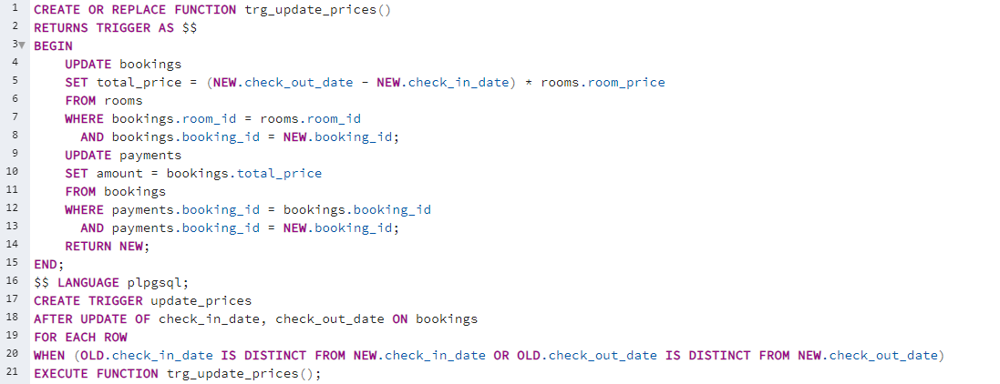 1 CREATE OR REPLACE FUNCTION trg_update_prices()
2 RETURNS TRIGGER AS $$
3 BEGIN
4     UPDATE bookings
5     SET total_price = (NEW.check_out_date - NEW.check_in_date) * rooms.room_price
6     FROM rooms
7     WHERE bookings.room_id = rooms.room_id
8       AND bookings.booking_id = NEW.booking_id;
9     UPDATE payments
10     SET amount = bookings.total_price
11     FROM bookings
12     WHERE payments.booking_id = bookings.booking_id
13       AND payments.booking_id = NEW.booking_id;
14     RETURN NEW;
15 END;
16 $$ LANGUAGE plpgsql;
17 CREATE TRIGGER update_prices
18 AFTER UPDATE OF check_in_date, check_out_date ON bookings
19 FOR EACH ROW
20 WHEN (OLD.check_in_date IS DISTINCT FROM NEW.check_in_date OR OLD.check_out_date IS DISTINCT FROM NEW.check_out_date)
21 EXECUTE FUNCTION trg_update_prices();